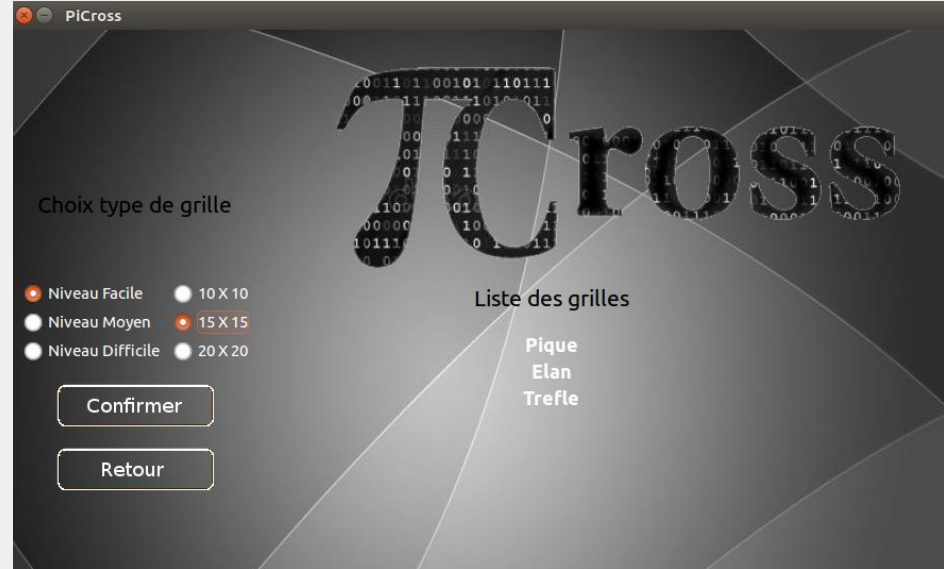 PiCross
πCross
Choix type de grille
Niveau Facile
10 X 10
Niveau Moyen
15 X 15
Niveau Difficile
20 X 20
Confirmer
Retour
Liste des grilles
Pique
Elan
Trefle